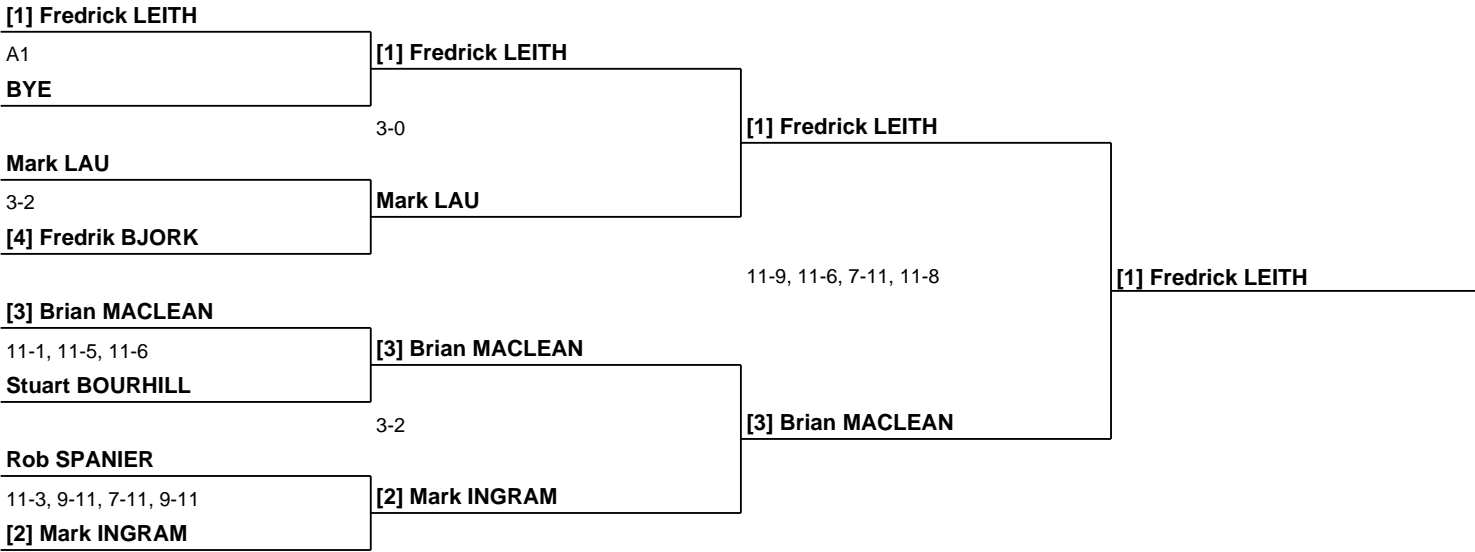 [1] Fredrick LEITH
A1
BYE
[1] Fredrick LEITH
3-0
[1] Fredrick LEITH
Mark LAU
3-2
[4] Fredrik BJORK
Mark LAU
11-9, 11-6, 7-11, 11-8
[1] Fredrick LEITH
[3] Brian MACLEAN
11-1, 11-5, 11-6
Stuart BOURHILL
[3] Brian MACLEAN
3-2
[3] Brian MACLEAN
Rob SPANIER
11-3, 9-11, 7-11, 9-11
[2] Mark INGRAM
[2] Mark INGRAM